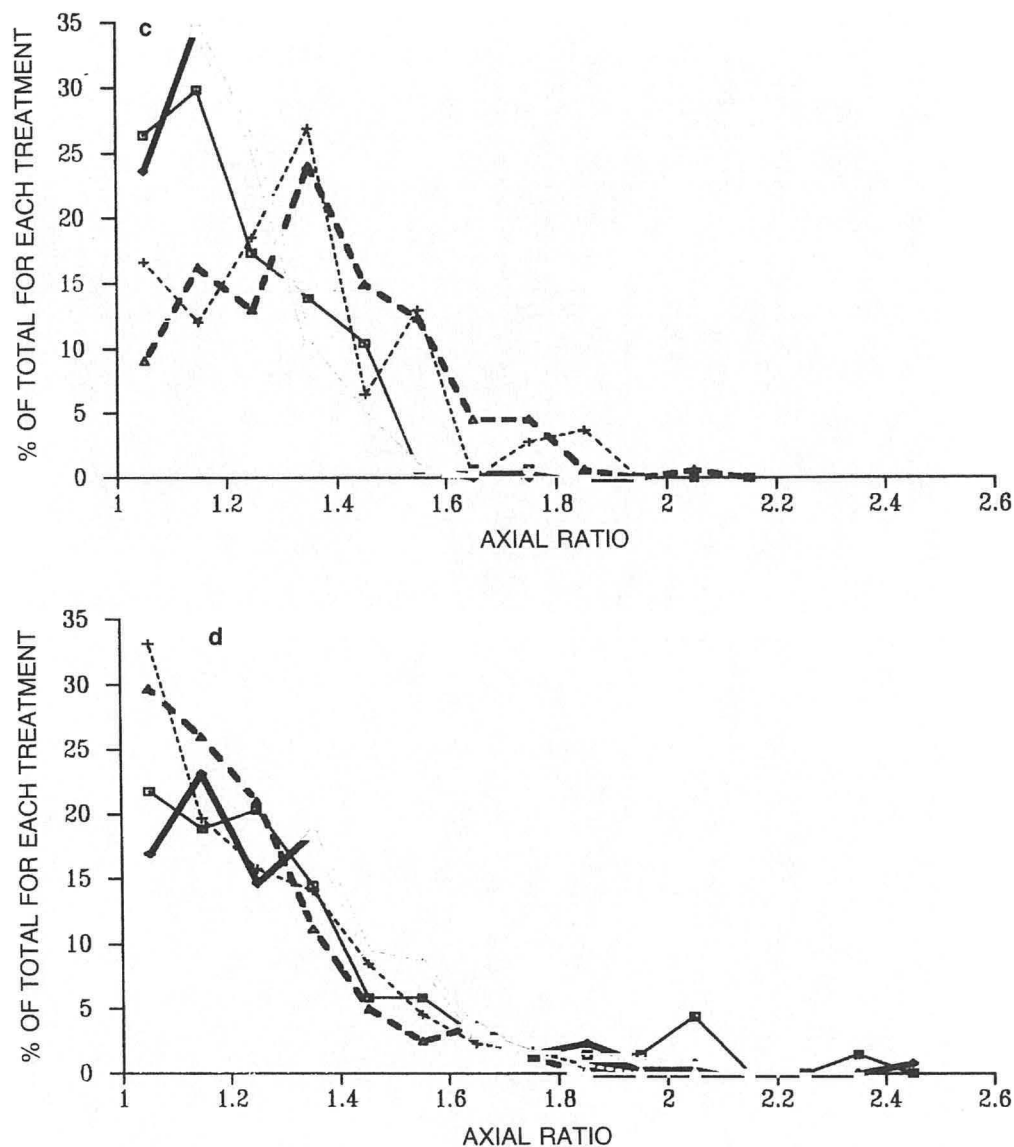 c
% OF TOTAL FOR EACH TREATMENT
35
30
25
20
15
10
5
0
1 1.2 1.4 1.6 1.8 2 2.2 2.4 2.6
AXIAL RATIO
d
% OF TOTAL FOR EACH TREATMENT
35
30
25
20
15
10
5
0
1 1.2 1.4 1.6 1.8 2 2.2 2.4 2.6
AXIAL RATIO